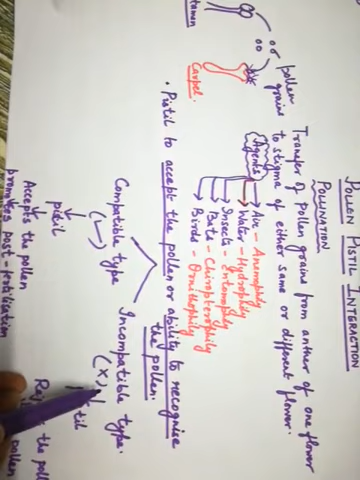 POLLEN PISTIL INTERACTION
POLLINATION
Transfer of pollen grains from anther of one flower
to stigma of either same or different flower.
Agents
Air - Anemophily
Water - Hydrophily
Insects - Entomophily
Bats - Chiropterophily
Birds - Ornithophily
pollen
grains
Carpel.
Stamen
. Pistil to accept the pollen or ability to recognise
the pollen.
Compatible type
(✓)
Incompatible type.
(x)
pistil
Accepts the pollen
promotes post fertilisation
the
pollen